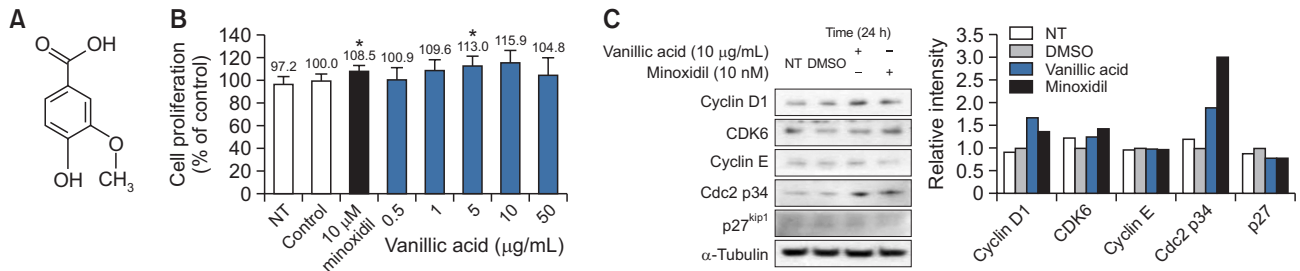 A
O
OH
O
OH
CH3
B
Cell proliferation
(% of control)
140
120
100
80
60
40
20
0
97.2
100.0
*
108.5
100.9
109.6
*
113.0
115.9
104.8
NT
Control
10 μM
minoxidil
0.5
1
5
10
50
Vanillic acid (μg/mL)
C
Time (24 h)
Vanillic acid (10 μg/mL)
Minoxidil (10 nM)
NT DMSO
+ −
− +
Cyclin D1
CDK6
Cyclin E
Cdc2 p34
p27kip1
α-Tubulin
Relative intensity
3.5
3.0
2.5
2.0
1.5
1.0
0.5
0
NT
DMSO
Vanillic acid
Minoxidil
Cyclin D1
CDK6
Cyclin E
Cdc2 p34
p27